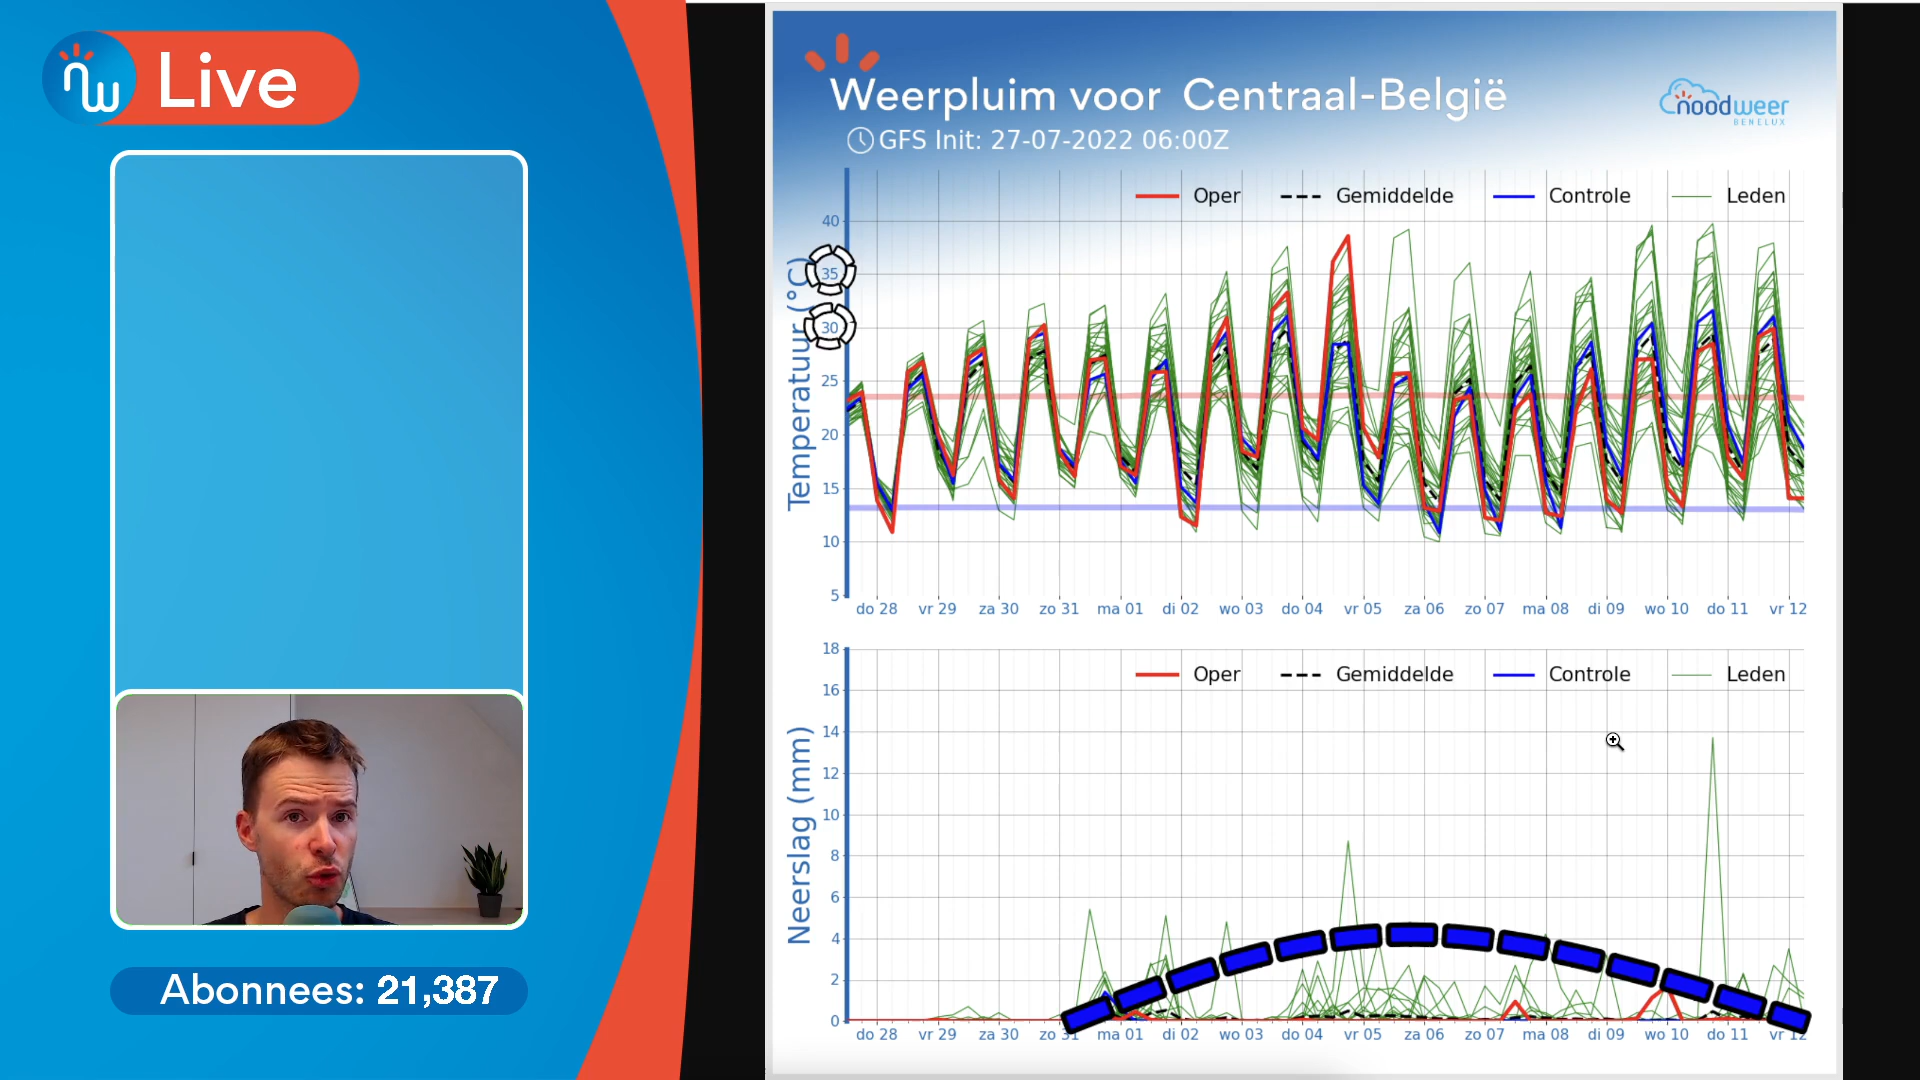 nw Live
Abonnees: 21,387
Weerpluim voor Centraal-België
GFS Init: 27-07-2022 06:00Z
noodweer
BENELUX
Oper Gemiddelde Controle Leden
Temperatuur (°C)
40
35
30
25
20
15
10
5
do 28 vr 29 za 30 zo 31 ma 01 di 02 wo 03 do 04 vr 05 za 06 zo 07 ma 08 di 09 wo 10 do 11 vr 12
Oper Gemiddelde Controle Leden
Neerslag (mm)
18
16
14
12
10
8
6
4
2
0
do 28 vr 29 za 30 zo 31 ma 01 di 02 wo 03 do 04 vr 05 za 06 zo 07 ma 08 di 09 wo 10 do 11 vr 12